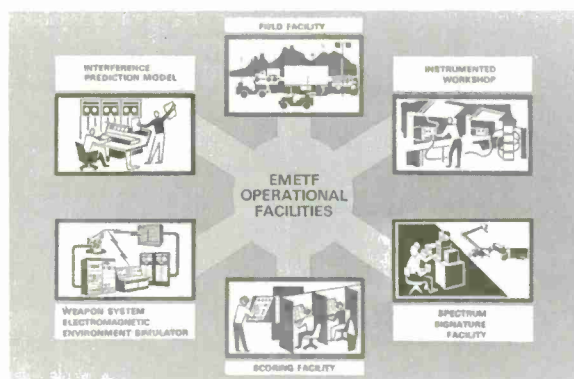 FIELD FACILITY
INTERFERENCE
PREDICTION MODEL
INSTRUMENTED
WORKSHOP
EMETF
OPERATIONAL
FACILITIES
WEAPON SYSTEM
ELECTROMAGNETIC
ENVIRONMENT SIMULATOR
SPECTRUM
SIGNATURE
FACILITY
SCORING FACILITY